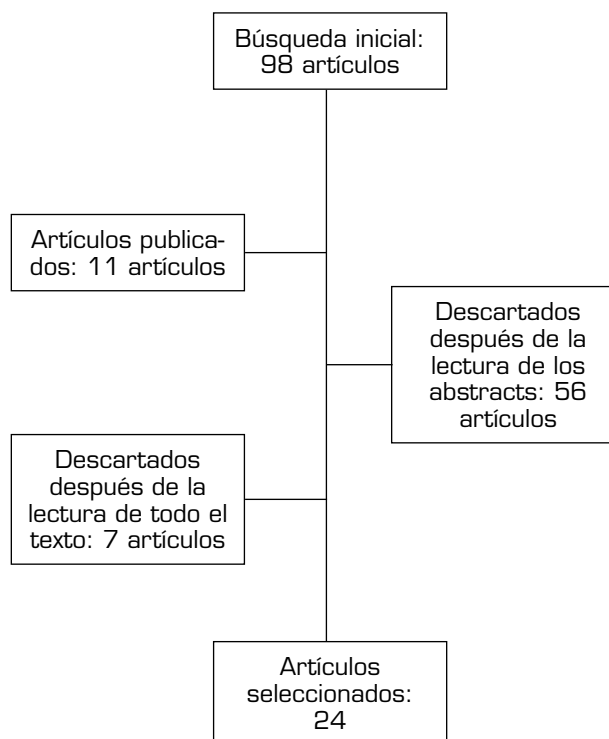 Búsqueda inicial:
98 artículos
Artículos publica-
dos: 11 artículos
Descartados
después de la
lectura de los
abstracts: 56
artículos
Descartados
después de la
lectura de todo el
texto: 7 artículos
Artículos
seleccionados:
24